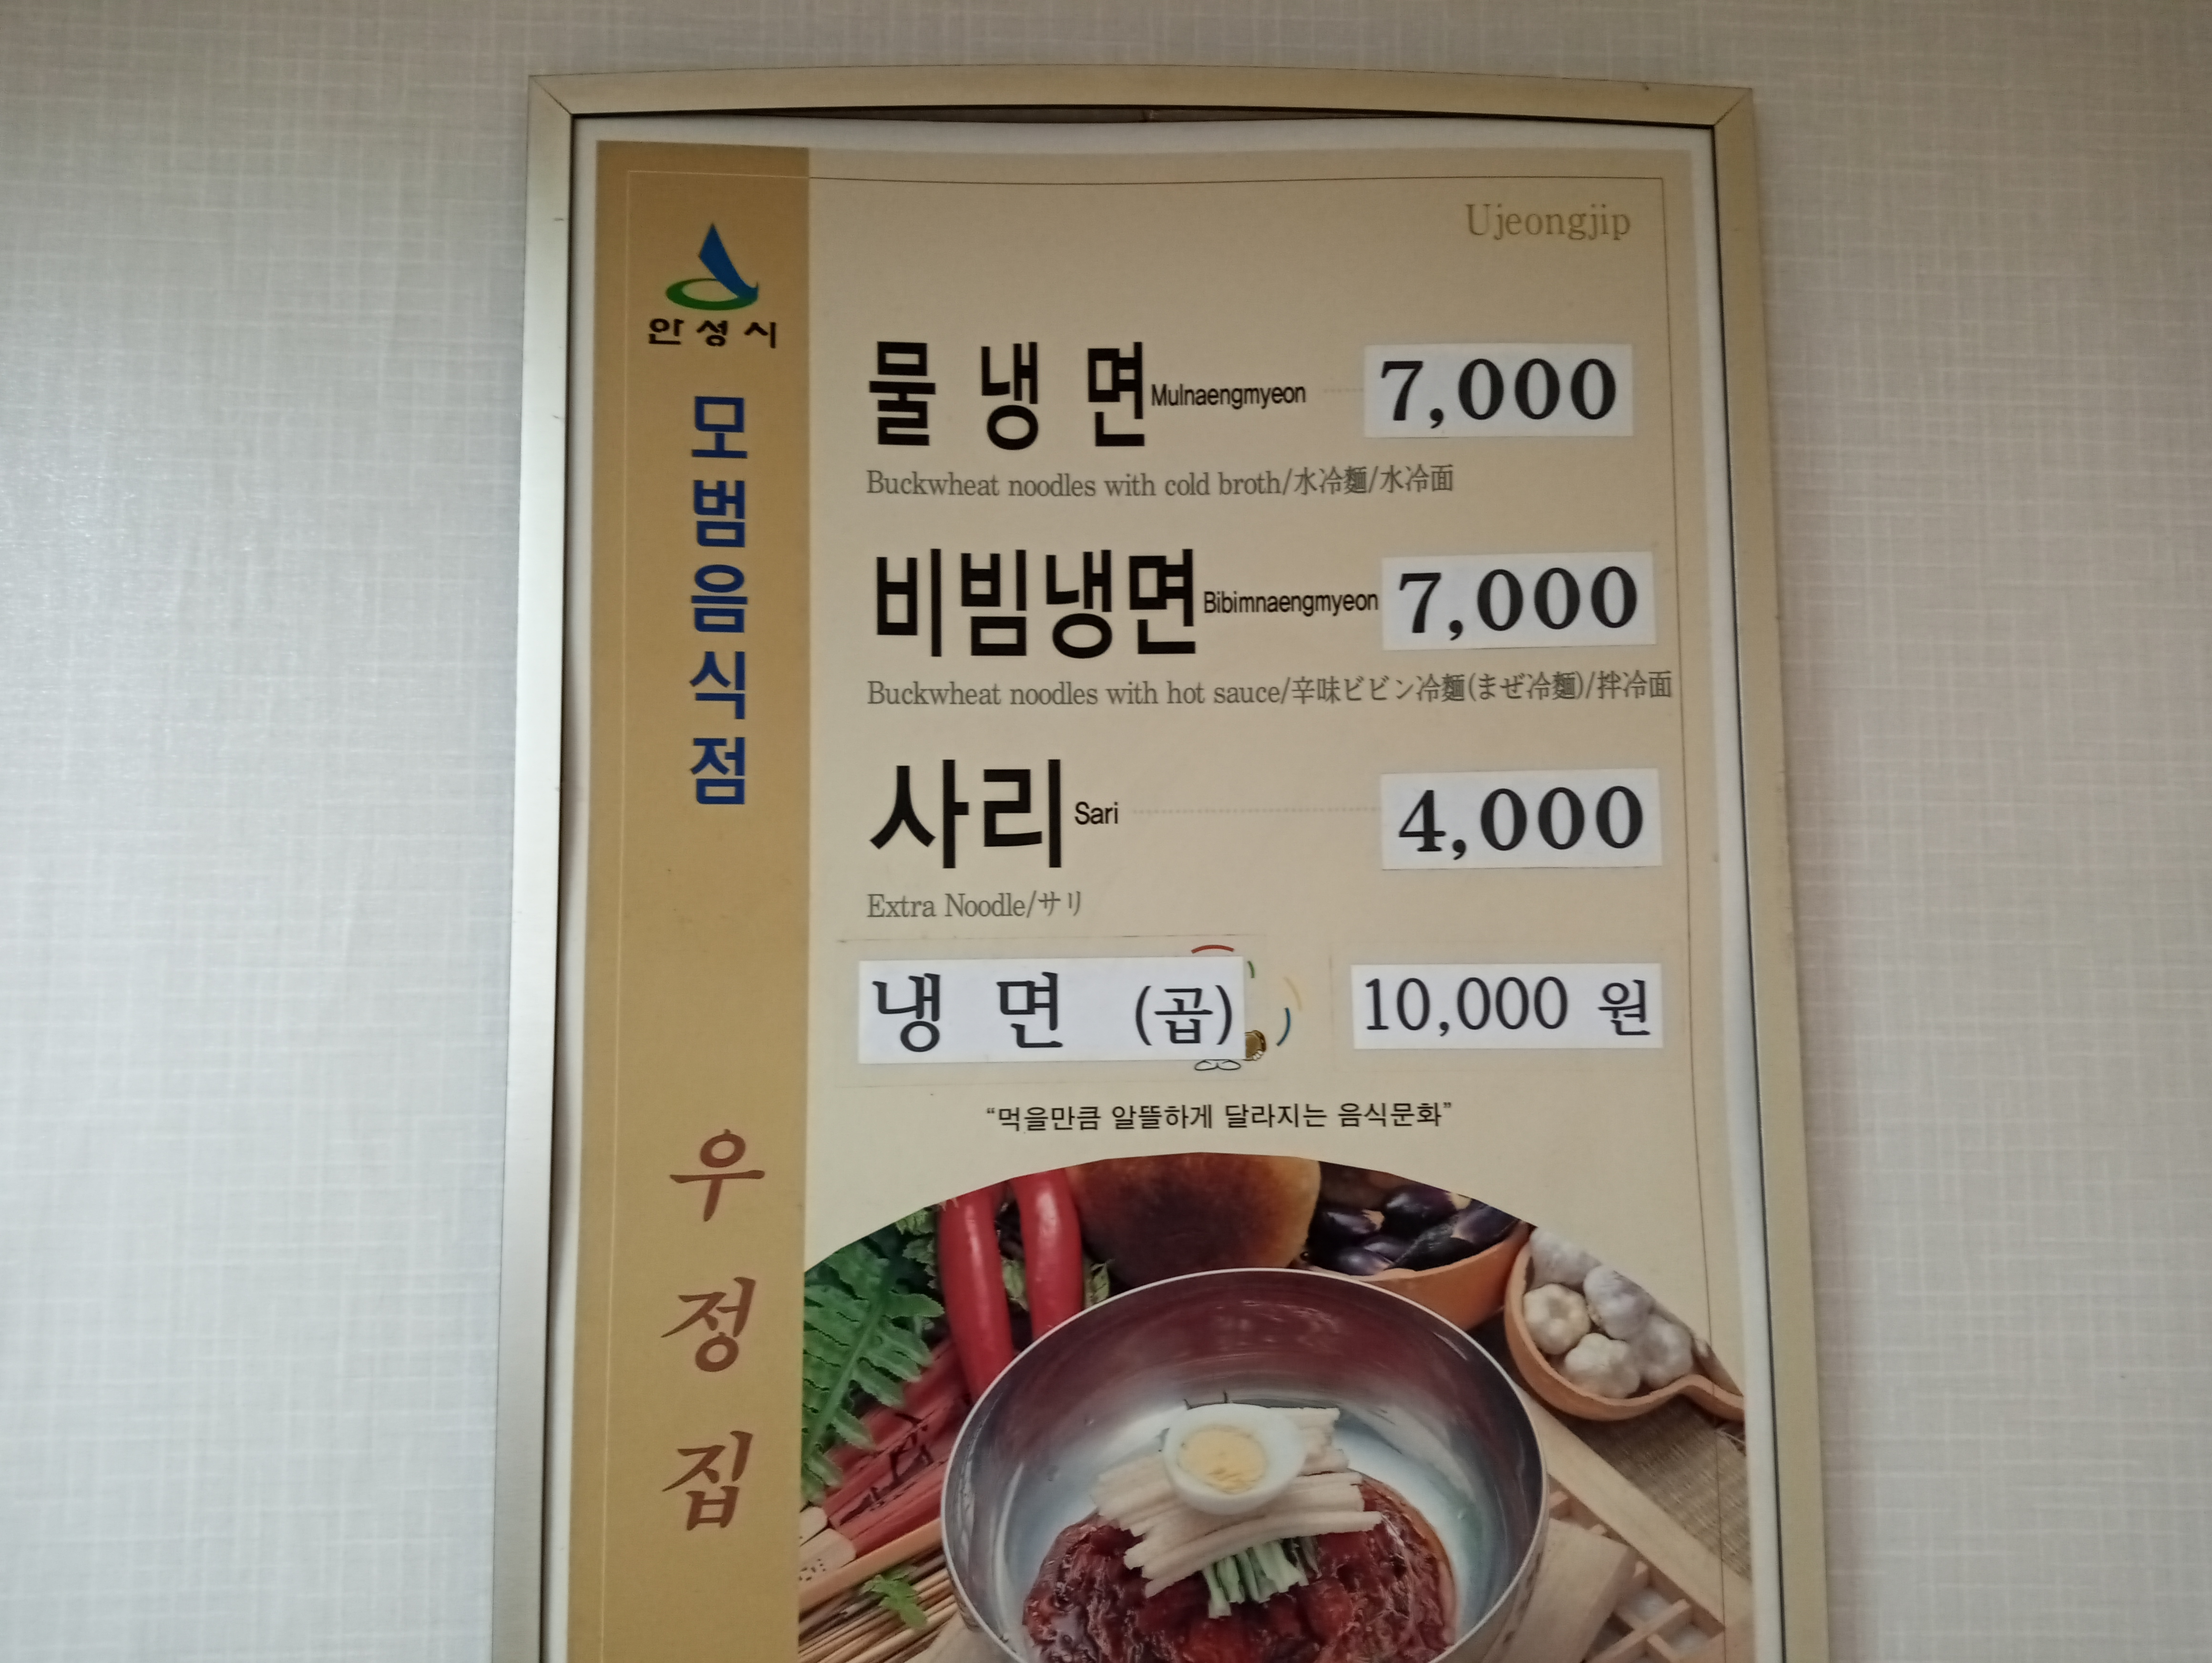 안성시
모범음식점
우정집
Ujeongjip
물 냉 면 Mulnaengmyeon 7,000
Buckwheat noodles with cold broth/水冷麵/水冷面
비빔냉면 Bibimnaengmyeon 7,000
Buckwheat noodles with hot sauce/辛味ビビン冷麵(まぜ冷麵)/拌冷面
사리 Sari 4,000
Extra Noodle/サリ
냉 면 (곱) 10,000 원
“먹을만큼 알뜰하게 달라지는 음식문화”